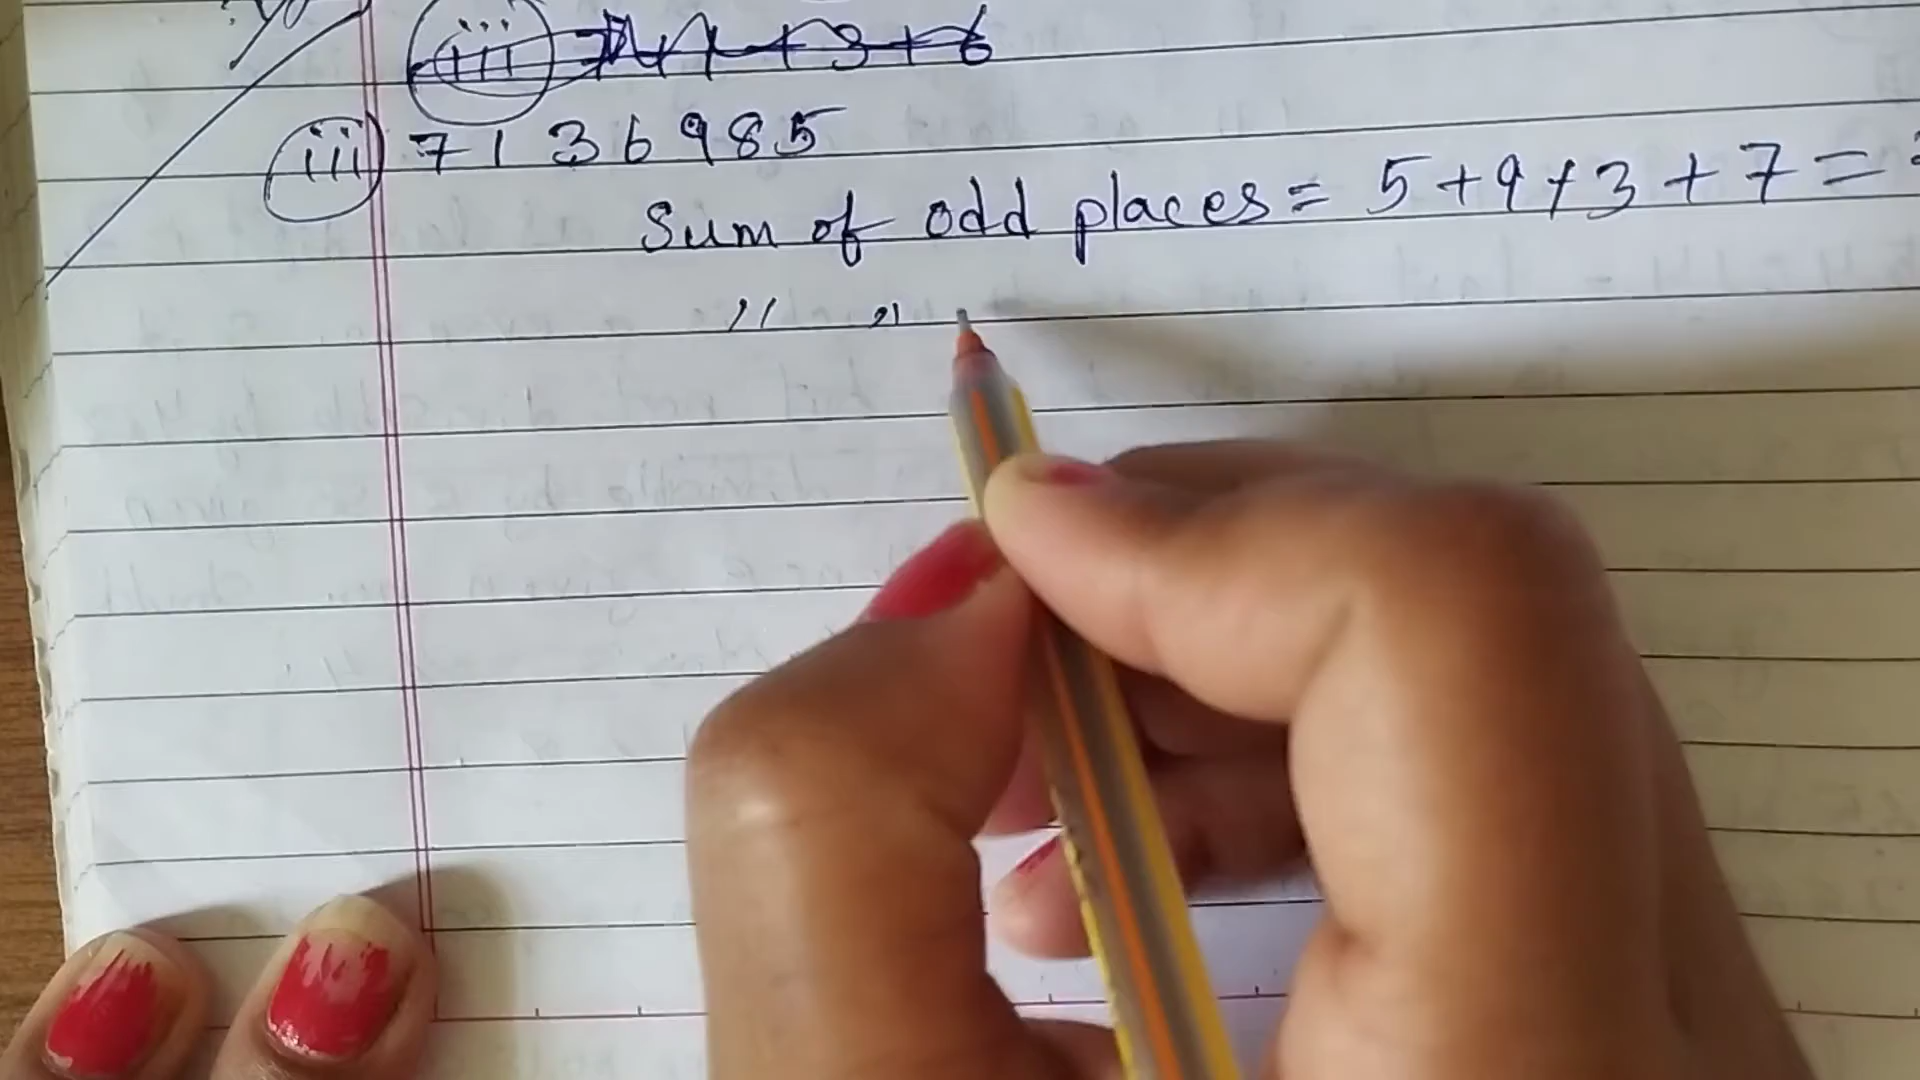 (iii) 7 1 3 6 9 8 5
Sum of odd places = 5+9+3+7=
" "